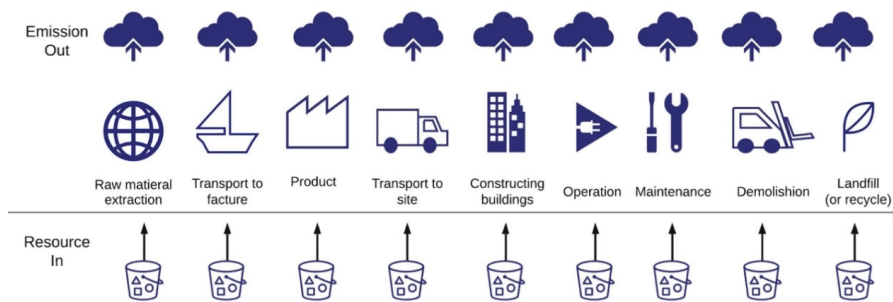 Emission
Out
Raw matieral
extraction
Transport to
facture
Product
Transport to
site
Constructing
buildings
Operation
Maintenance
Demolishion
Landfill
(or recycle)
Resource
In